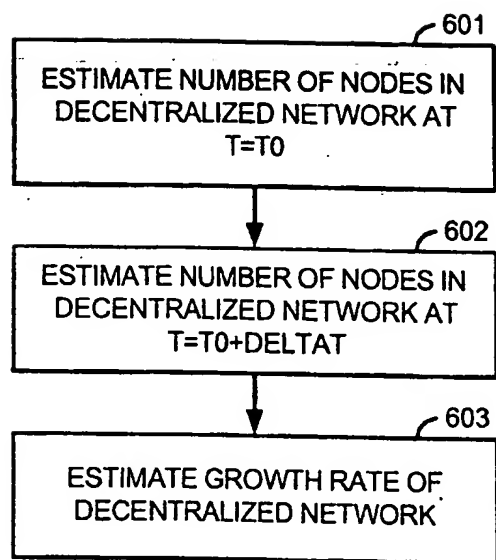 601
ESTIMATE NUMBER OF NODES IN
DECENTRALIZED NETWORK AT
T=T0
602
ESTIMATE NUMBER OF NODES IN
DECENTRALIZED NETWORK AT
T=T0+DELTAT
603
ESTIMATE GROWTH RATE OF
DECENTRALIZED NETWORK